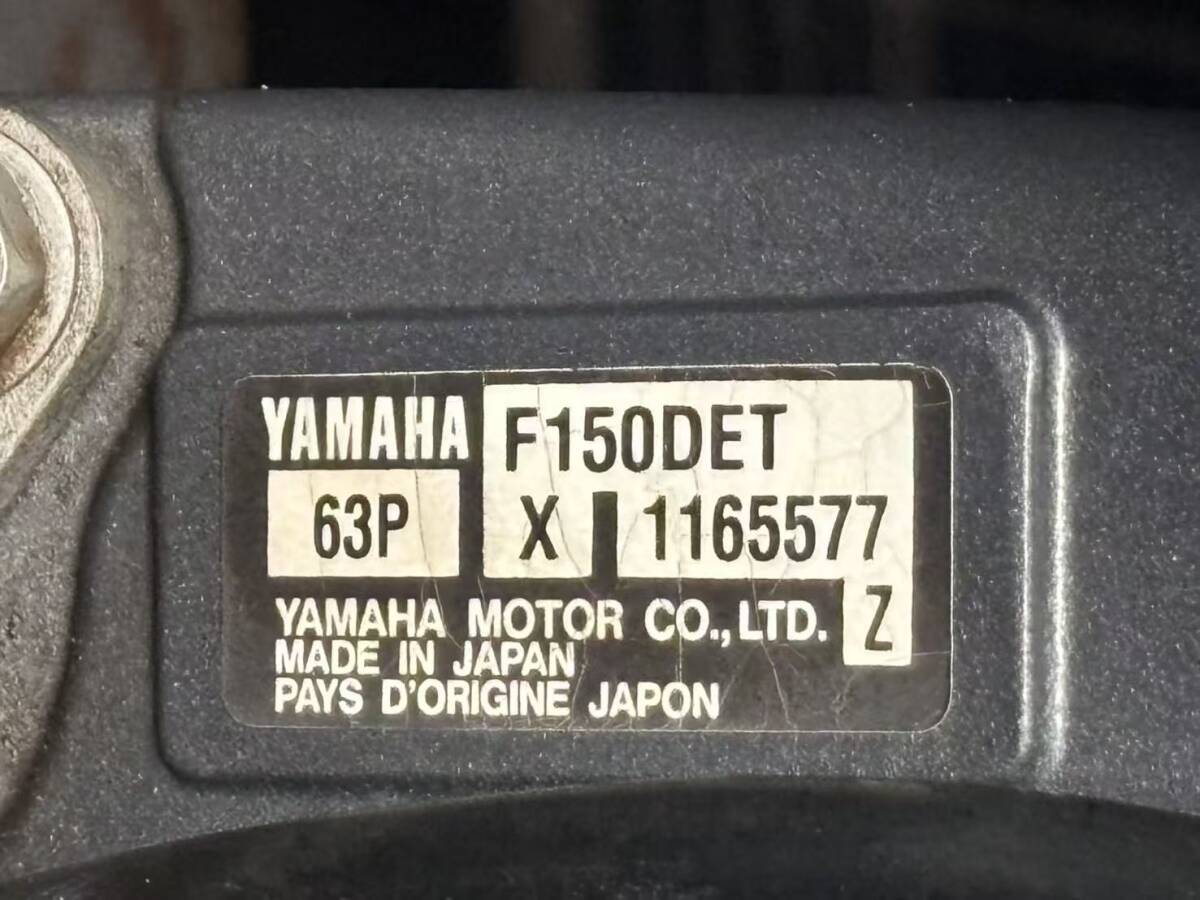 YAMAHA
F150DET
63P
X 1165577
Z
YAMAHA MOTOR CO., LTD.
MADE IN JAPAN
PAYS D'ORIGINE JAPON